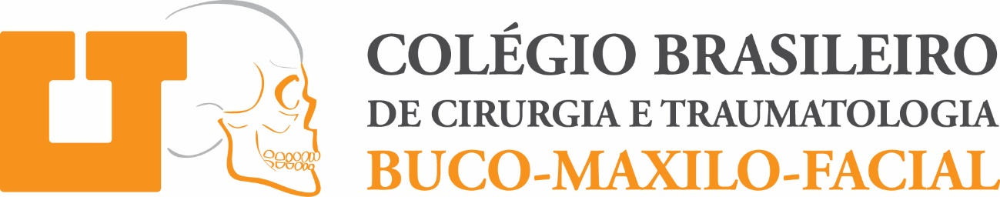 COLÉGIO BRASILEIRO
DE CIRURGIA E TRAUMATOLOGIA
BUCO-MAXILO-FACIAL